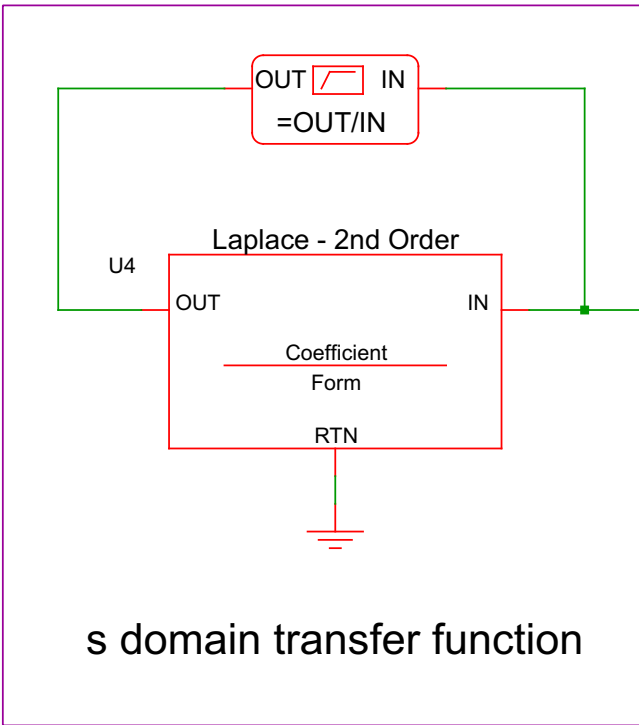 OUT IN
=OUT/IN
Laplace - 2nd Order
U4
OUT IN
Coefficient
Form
RTN
s domain transfer function